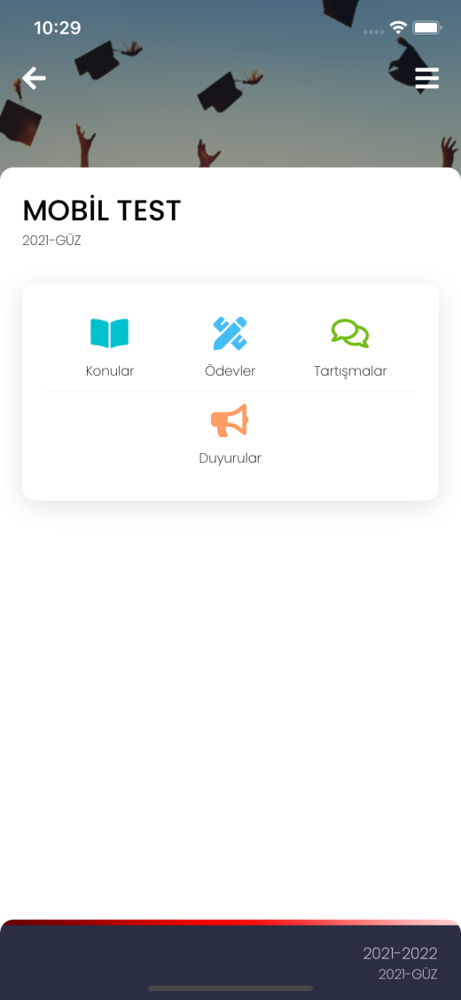 10:29
MOBİL TEST
2021-GÜZ
Konular
Ödevler
Tartışmalar
Duyurular
2021-2022
2021-GÜZ